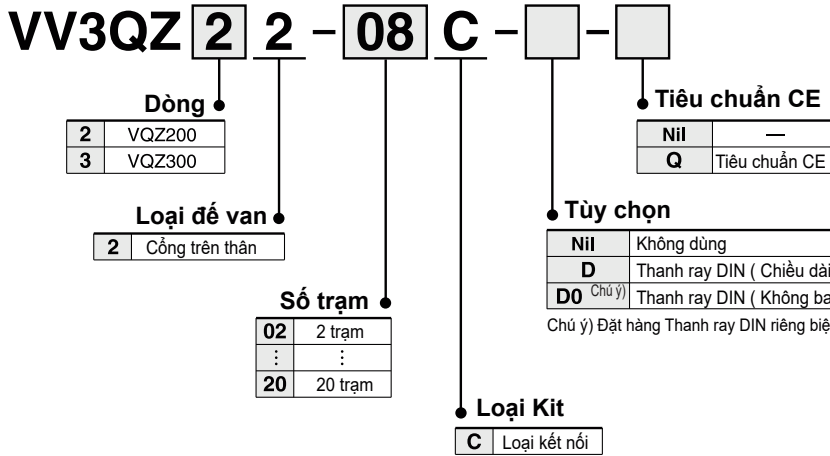 VV3QZ 2 2 - 08 C - -
Dòng
2 VQZ200
3 VQZ300
Loại đế van
2 Cổng trên thân
Số trạm
02 2 trạm
⋮ ⋮
20 20 trạm
Loại Kit
C Loại kết nối
Tùy chọn
Nil Không dùng
D Thanh ray DIN ( Chiều dài
D0 Chú ý) Thanh ray DIN ( Không ba
Chú ý) Đặt hàng Thanh ray DIN riêng biệ
Tiêu chuẩn CE
Nil —
Q Tiêu chuẩn CE